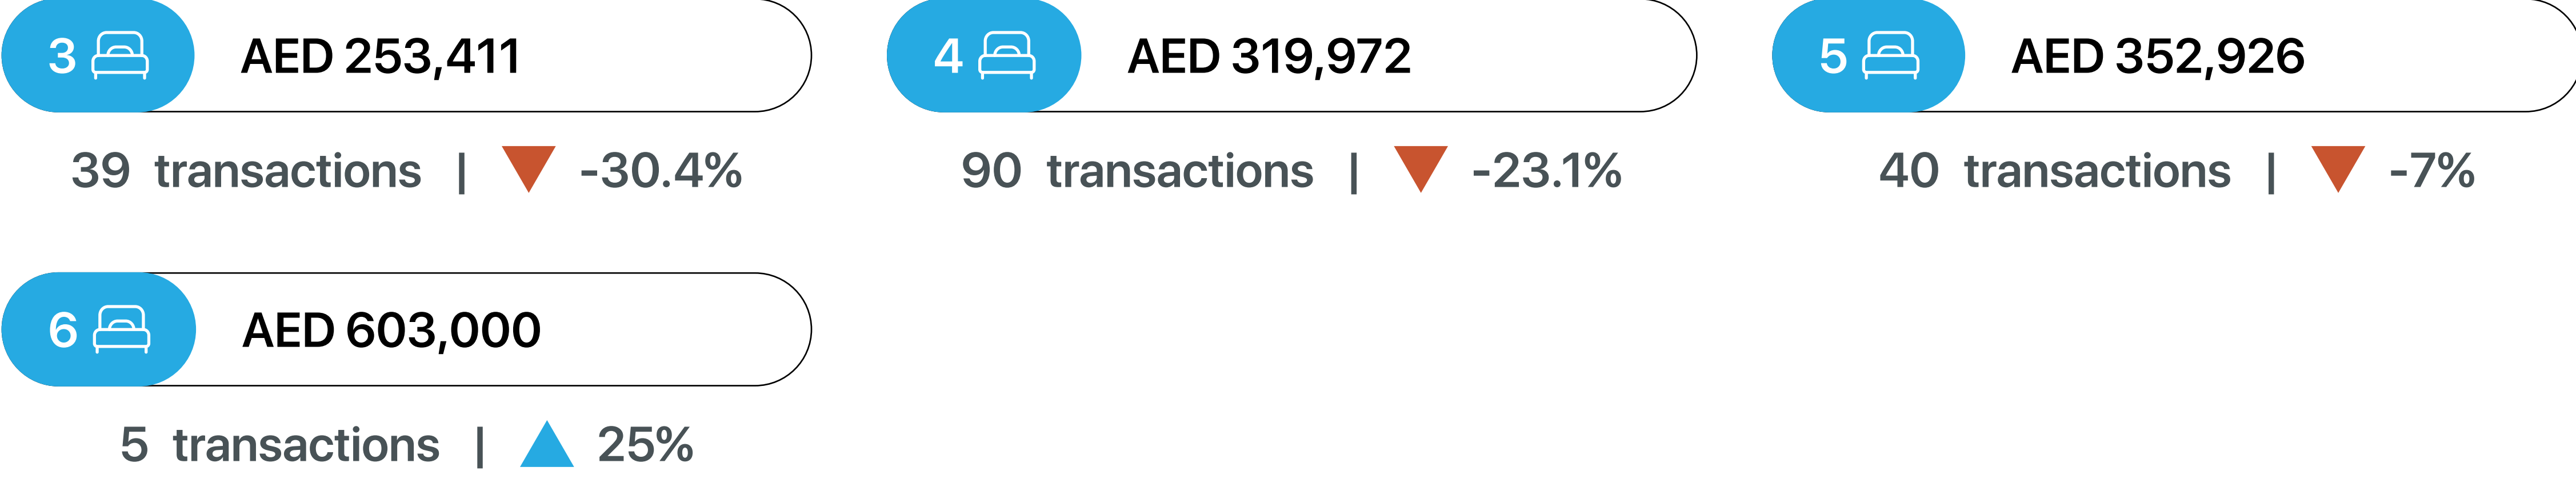 3 AED 253,411
39 transactions | ▼ -30.4%
4 AED 319,972
90 transactions | ▼ -23.1%
5 AED 352,926
40 transactions | ▼ -7%
6 AED 603,000
5 transactions | ▲ 25%